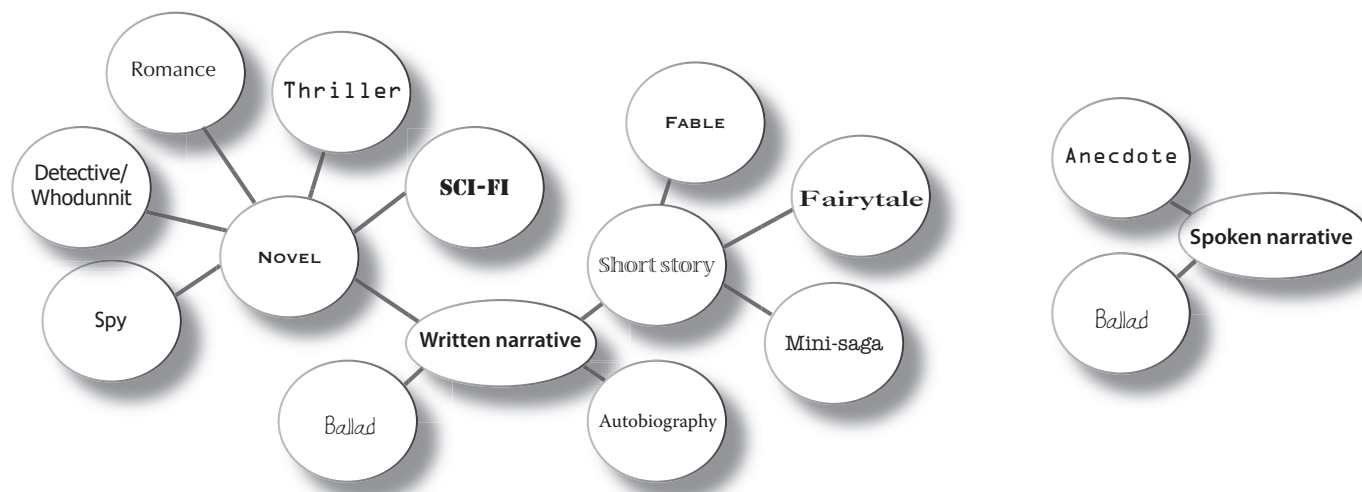 Romance
Thriller
Detective/
Whodunnit
SCI-FI
NOVEL
Spy
FABLE
Fairytale
Short story
Written narrative
Mini-saga
Ballad
Autobiography
Anecdote
Spoken narrative
Ballad